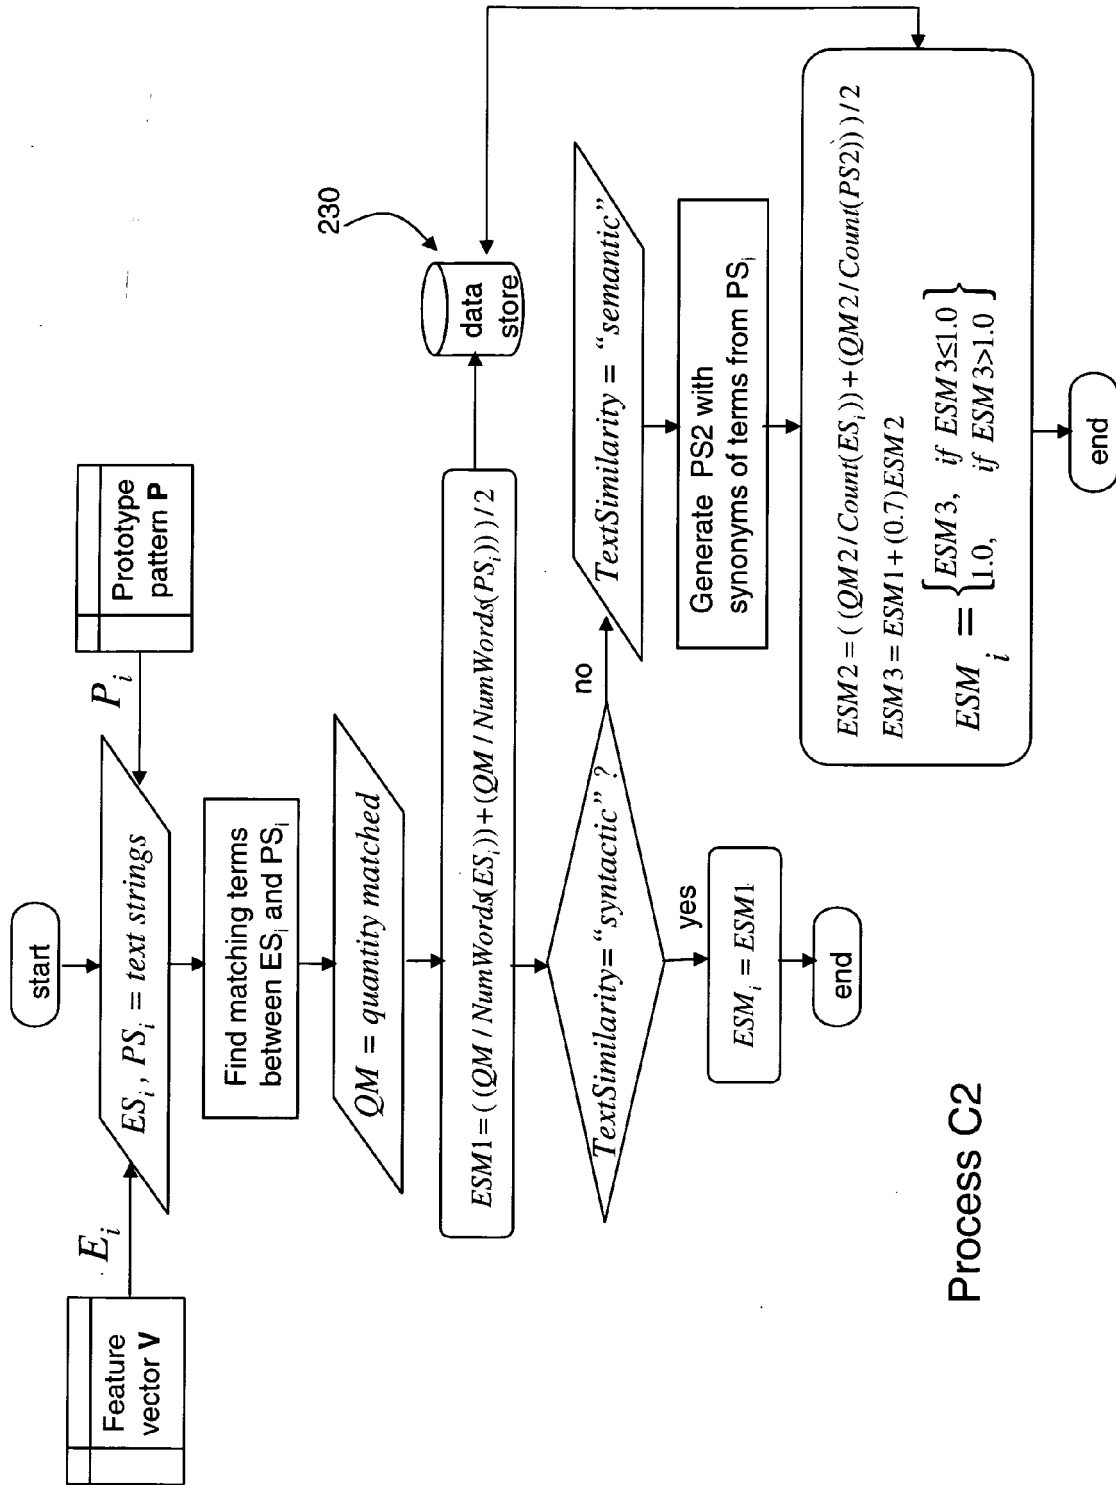 start
Feature
vector V
E_i
Prototype
pattern P
P_i
ES_i, PS_i = text strings
Find matching terms
between ES_i and PS_i
QM = quantity matched
ESM1 = ((QM / NumWords(ES_i)) + (QM / NumWords(PS_i))) / 2
data
store
230
TextSimilarity = “syntactic” ?
yes
ESM_i = ESM1
end
no
TextSimilarity = “semantic”
Generate PS2 with
synonyms of terms from PS_i
ESM2 = ((QM2 / Count(ES_i)) + (QM2 / Count(PS2))) / 2
ESM3 = ESM1 + (0.7)ESM2
ESM_i = { ESM3, if ESM3≤1.0
1.0, if ESM3>1.0 }
end
Process C2